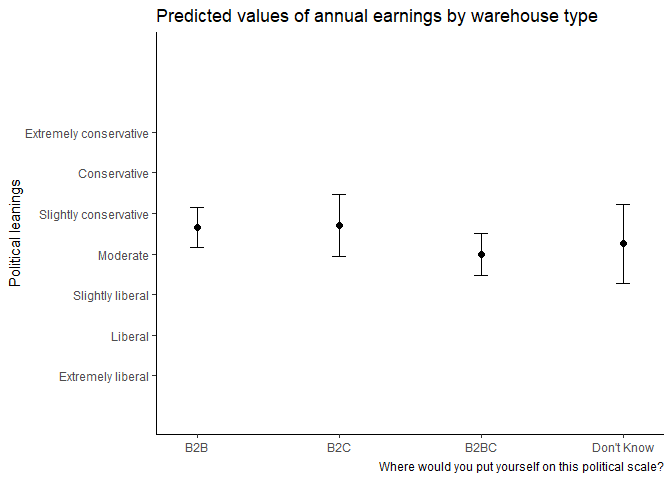 Predicted values of annual earnings by warehouse type
Political leanings
Extremely conservative
Conservative
Slightly conservative
Moderate
Slightly liberal
Liberal
Extremely liberal
B2B B2C B2BC Don't Know
Where would you put yourself on this political scale?